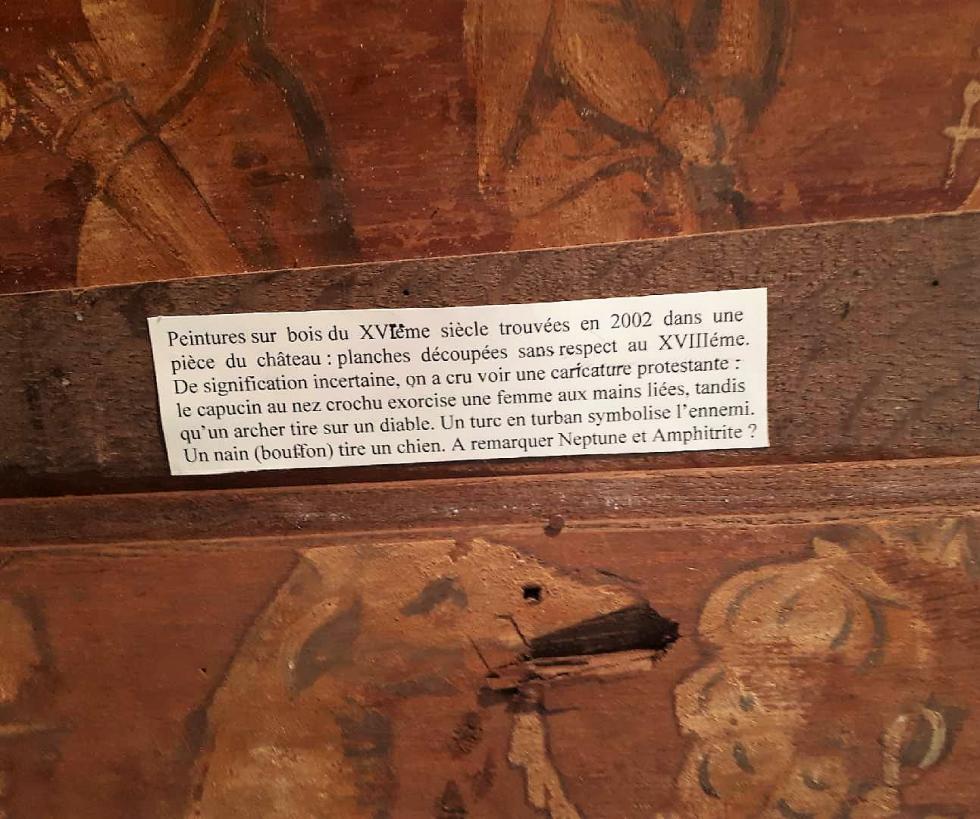 Peintures sur bois du XVIème siècle trouvées en 2002 dans une
pièce du château : planches découpées sans respect au XVIIIéme.
De signification incertaine, on a cru voir une caricature protestante :
le capucin au nez crochu exorcise une femme aux mains liées, tandis
qu'un archer tire sur un diable. Un turc en turban symbolise l'ennemi.
Un nain (bouffon) tire un chien. A remarquer Neptune et Amphitrite ?